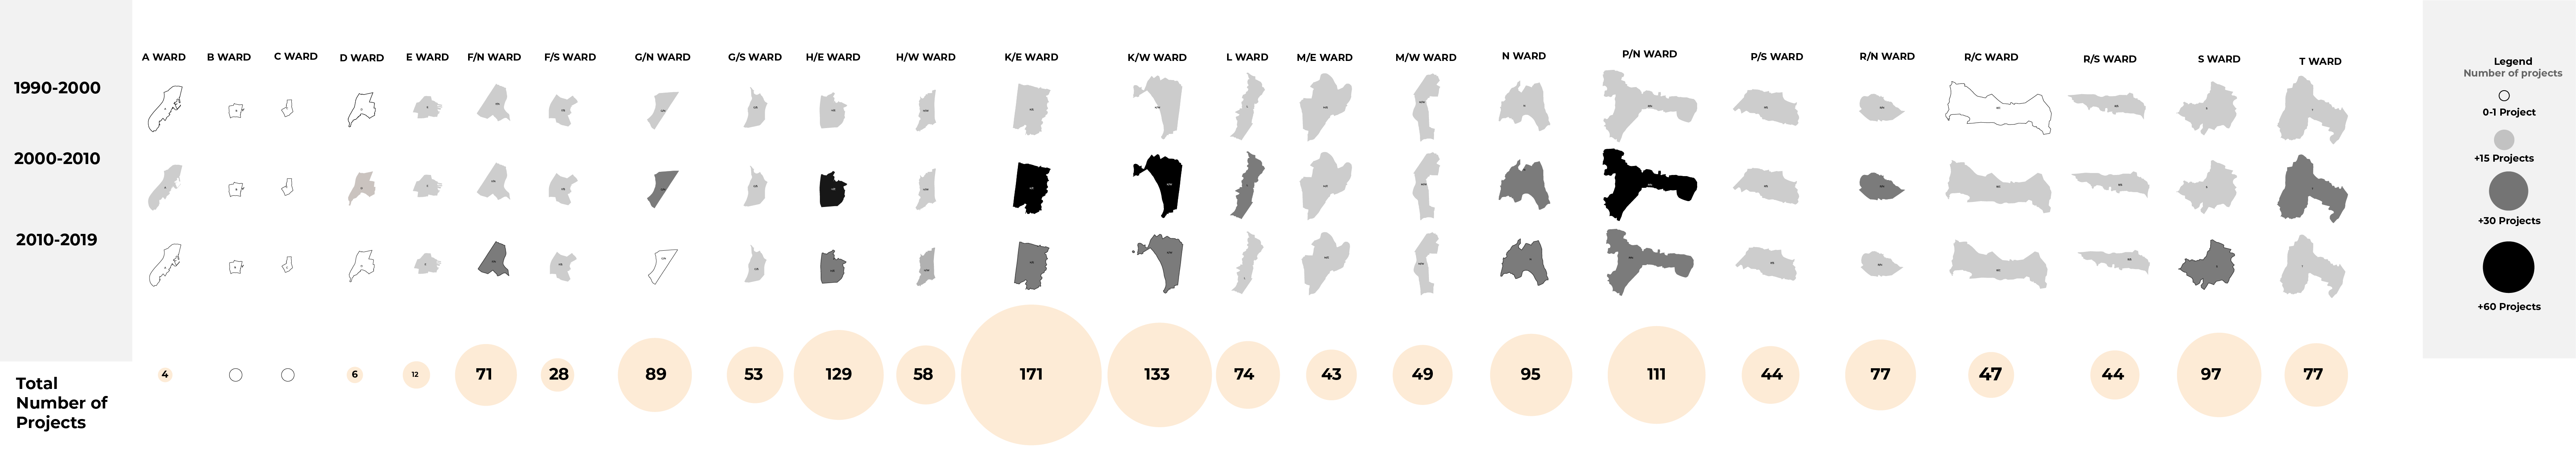 A WARD B WARD C WARD D WARD E WARD F/N WARD F/S WARD G/N WARD G/S WARD H/E WARD H/W WARD K/E WARD K/W WARD L WARD M/E WARD M/W WARD N WARD P/N WARD P/S WARD R/N WARD R/C WARD R/S WARD S WARD T WARD
1990-2000
2000-2010
2010-2019
Total
Number of
Projects
4 6 12 71 28 89 53 129 58 171 133 74 43 49 95 111 44 77 47 44 97 77
Legend
Number of projects
0-1 Project
+15 Projects
+30 Projects
+60 Projects